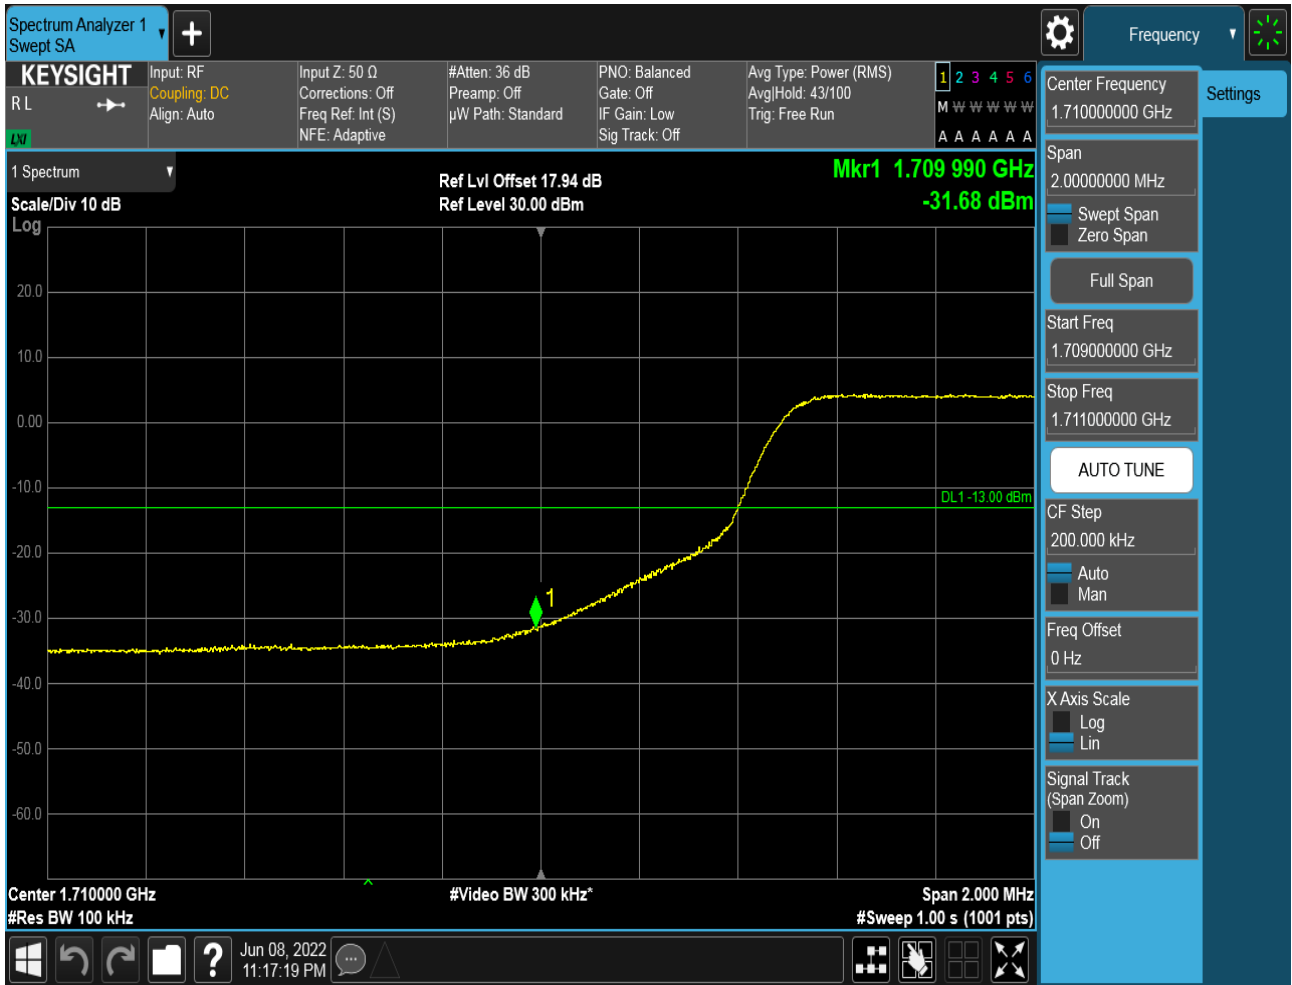 Spectrum Analyzer 1
Swept SA
Frequency
KEYSIGHT
R L
LXI
Input: RF
Coupling: DC
Align: Auto
Input Z: 50 Ω
Corrections: Off
Freq Ref: Int (S)
NFE: Adaptive
#Atten: 36 dB
Preamp: Off
µW Path: Standard
PNO: Balanced
Gate: Off
IF Gain: Low
Sig Track: Off
Avg Type: Power (RMS)
Avg|Hold: 43/100
Trig: Free Run
1 2 3 4 5 6
M W W W W W
A A A A A A
1 Spectrum
Scale/Div 10 dB
Log
Ref Lvl Offset 17.94 dB
Ref Level 30.00 dBm
Mkr1 1.709 990 GHz
-31.68 dBm
20.0
10.0
0.00
-10.0
-20.0
-30.0
-40.0
-50.0
-60.0
DL1 -13.00 dBm
1
Center 1.710000 GHz
#Res BW 100 kHz
#Video BW 300 kHz*
Span 2.000 MHz
#Sweep 1.00 s (1001 pts)
Jun 08, 2022
11:17:19 PM
?
Center Frequency
1.710000000 GHz
Settings
Span
2.00000000 MHz
Swept Span
Zero Span
Full Span
Start Freq
1.709000000 GHz
Stop Freq
1.711000000 GHz
AUTO TUNE
CF Step
200.000 kHz
Auto
Man
Freq Offset
0 Hz
X Axis Scale
Log
Lin
Signal Track
(Span Zoom)
On
Off